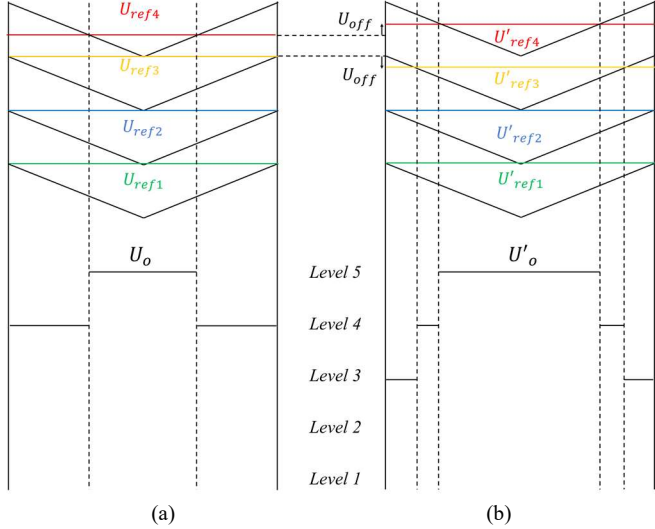 U_ref4
U_ref3
U_ref2
U_ref1
U_o
U_off
U_off
U'_ref4
U'_ref3
U'_ref2
U'_ref1
U'_o
Level 5
Level 4
Level 3
Level 2
Level 1
(a)
(b)